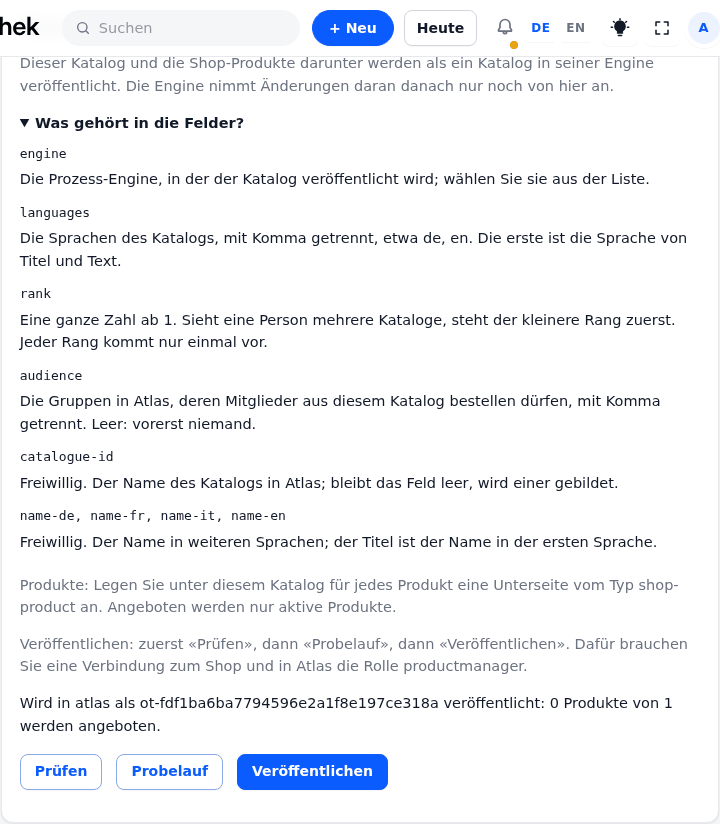 hek
Suchen
+ Neu
Heute
DE
EN
A
Dieser Katalog und die Shop-Produkte darunter werden als ein Katalog in seiner Engine
veröffentlicht. Die Engine nimmt Änderungen daran danach nur noch von hier an.
▼ Was gehört in die Felder?
engine
Die Prozess-Engine, in der der Katalog veröffentlicht wird; wählen Sie sie aus der Liste.
languages
Die Sprachen des Katalogs, mit Komma getrennt, etwa de, en. Die erste ist die Sprache von
Titel und Text.
rank
Eine ganze Zahl ab 1. Sieht eine Person mehrere Kataloge, steht der kleinere Rang zuerst.
Jeder Rang kommt nur einmal vor.
audience
Die Gruppen in Atlas, deren Mitglieder aus diesem Katalog bestellen dürfen, mit Komma
getrennt. Leer: vorerst niemand.
catalogue-id
Freiwillig. Der Name des Katalogs in Atlas; bleibt das Feld leer, wird einer gebildet.
name-de, name-fr, name-it, name-en
Freiwillig. Der Name in weiteren Sprachen; der Titel ist der Name in der ersten Sprache.
Produkte: Legen Sie unter diesem Katalog für jedes Produkt eine Unterseite vom Typ shop-
product an. Angeboten werden nur aktive Produkte.
Veröffentlichen: zuerst «Prüfen», dann «Probelauf», dann «Veröffentlichen». Dafür brauchen
Sie eine Verbindung zum Shop und in Atlas die Rolle productmanager.
Wird in atlas als ot-fdf1ba6ba7794596e2a1f8e197ce318a veröffentlicht: 0 Produkte von 1
werden angeboten.
Prüfen
Probelauf
Veröffentlichen